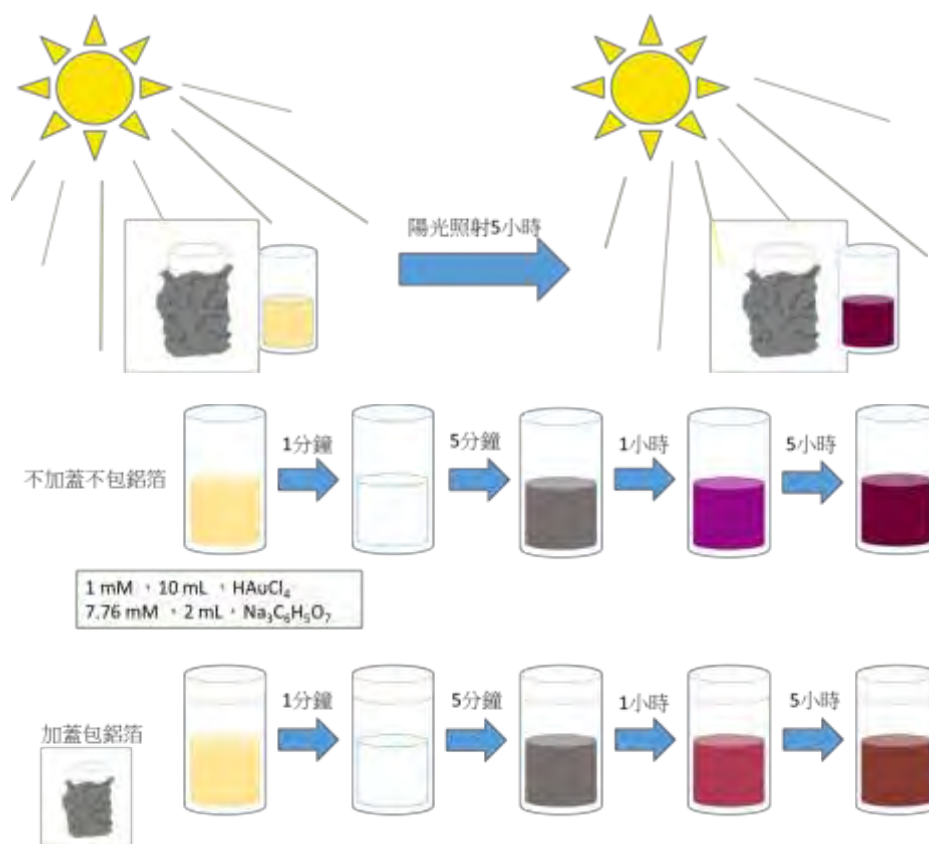 陽光照射5小時
不加蓋不包鋁箔
1分鐘
5分鐘
1小時
5小時
1 mM，10 mL，HAuCl₄
7.76 mM，2 mL，Na₃C₆H₅O₇
加蓋包鋁箔
1分鐘
5分鐘
1小時
5小時